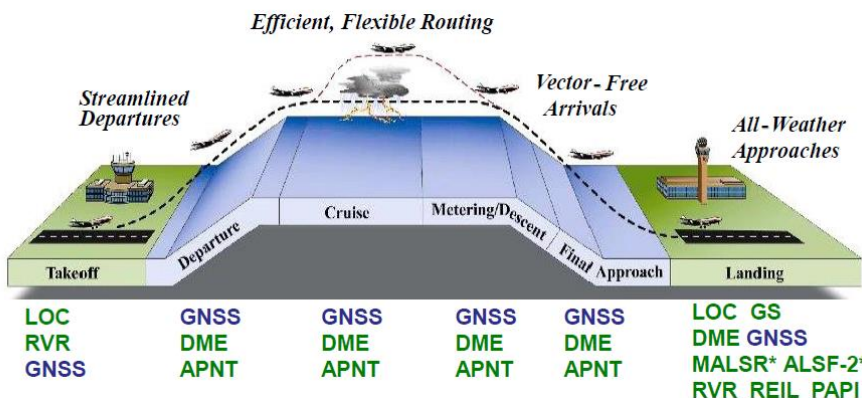 Efficient, Flexible Routing
Streamlined
Departures
Vector-Free
Arrivals
All-Weather
Approaches
Takeoff
Departure
Cruise
Metering/Descent
Final Approach
Landing
LOC
RVR
GNSS
GNSS
DME
APNT
GNSS
DME
APNT
GNSS
DME
APNT
GNSS
DME
APNT
LOC GS
DME GNSS
MALSR* ALSF-2*
RVR REIL PAPI